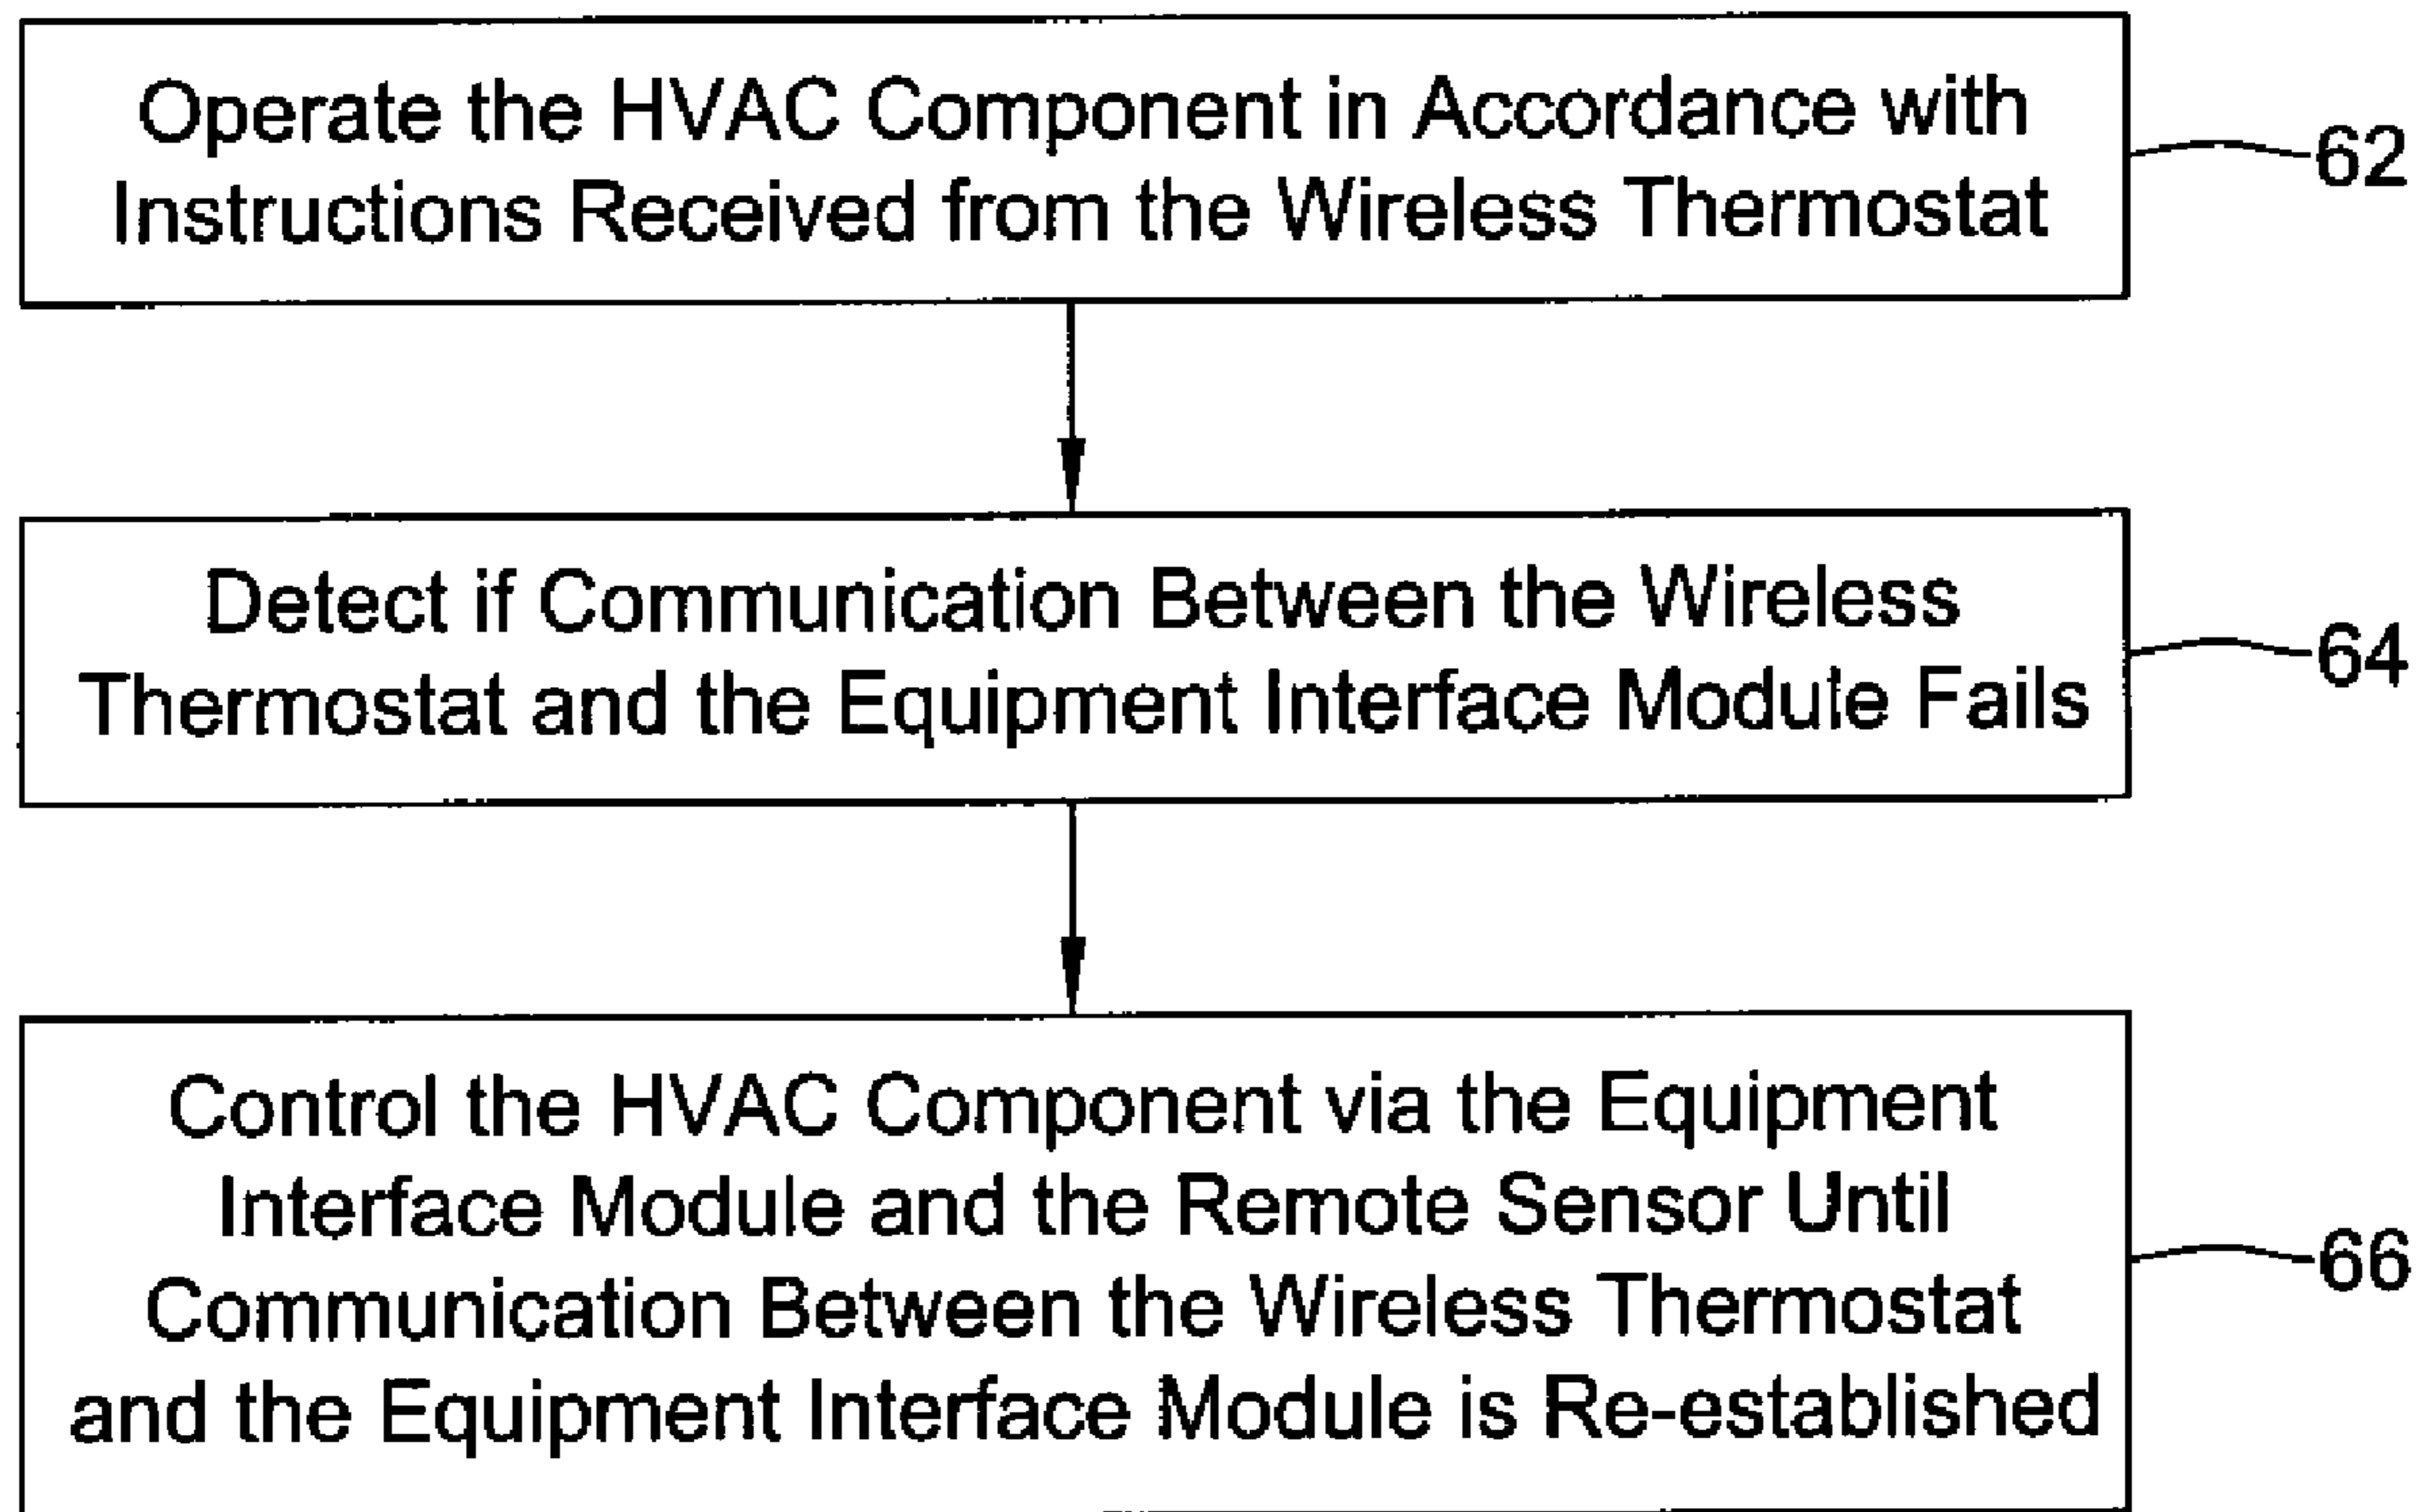 Operate the HVAC Component in Accordance with
Instructions Received from the Wireless Thermostat
62
Detect if Communication Between the Wireless
Thermostat and the Equipment Interface Module Fails
64
Control the HVAC Component via the Equipment
Interface Module and the Remote Sensor Until
Communication Between the Wireless Thermostat
and the Equipment Interface Module is Re-established
66